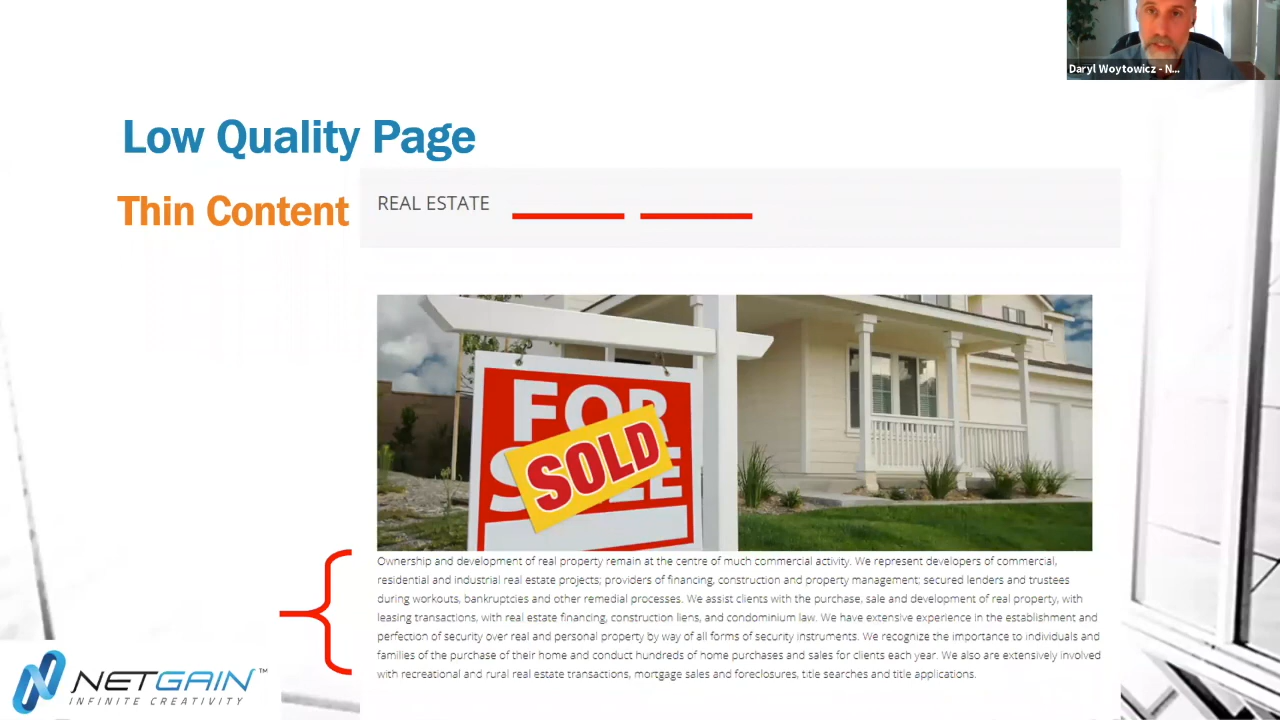 Daryl Woytowicz - N...
Low Quality Page
Thin Content
REAL ESTATE
FOR
SALE
SOLD
Ownership and development of real property remain at the centre of much commercial activity. We represent developers of commercial,
residential and industrial real estate projects; providers of financing, construction and property management; secured lenders and trustees
during workouts, bankruptcies and other remedial processes. We assist clients with the purchase, sale and development of real property, with
leasing transactions, with real estate financing, construction liens, and condominium law. We have extensive experience in the establishment and
perfection of security over real and personal property by way of all forms of security instruments. We recognize the importance to individuals and
families of the purchase of their home and conduct hundreds of home purchases and sales for clients each year. We also are extensively involved
with recreational and rural real estate transactions, mortgage sales and foreclosures, title searches and title applications.
NETGAIN™
INFINITE CREATIVITY